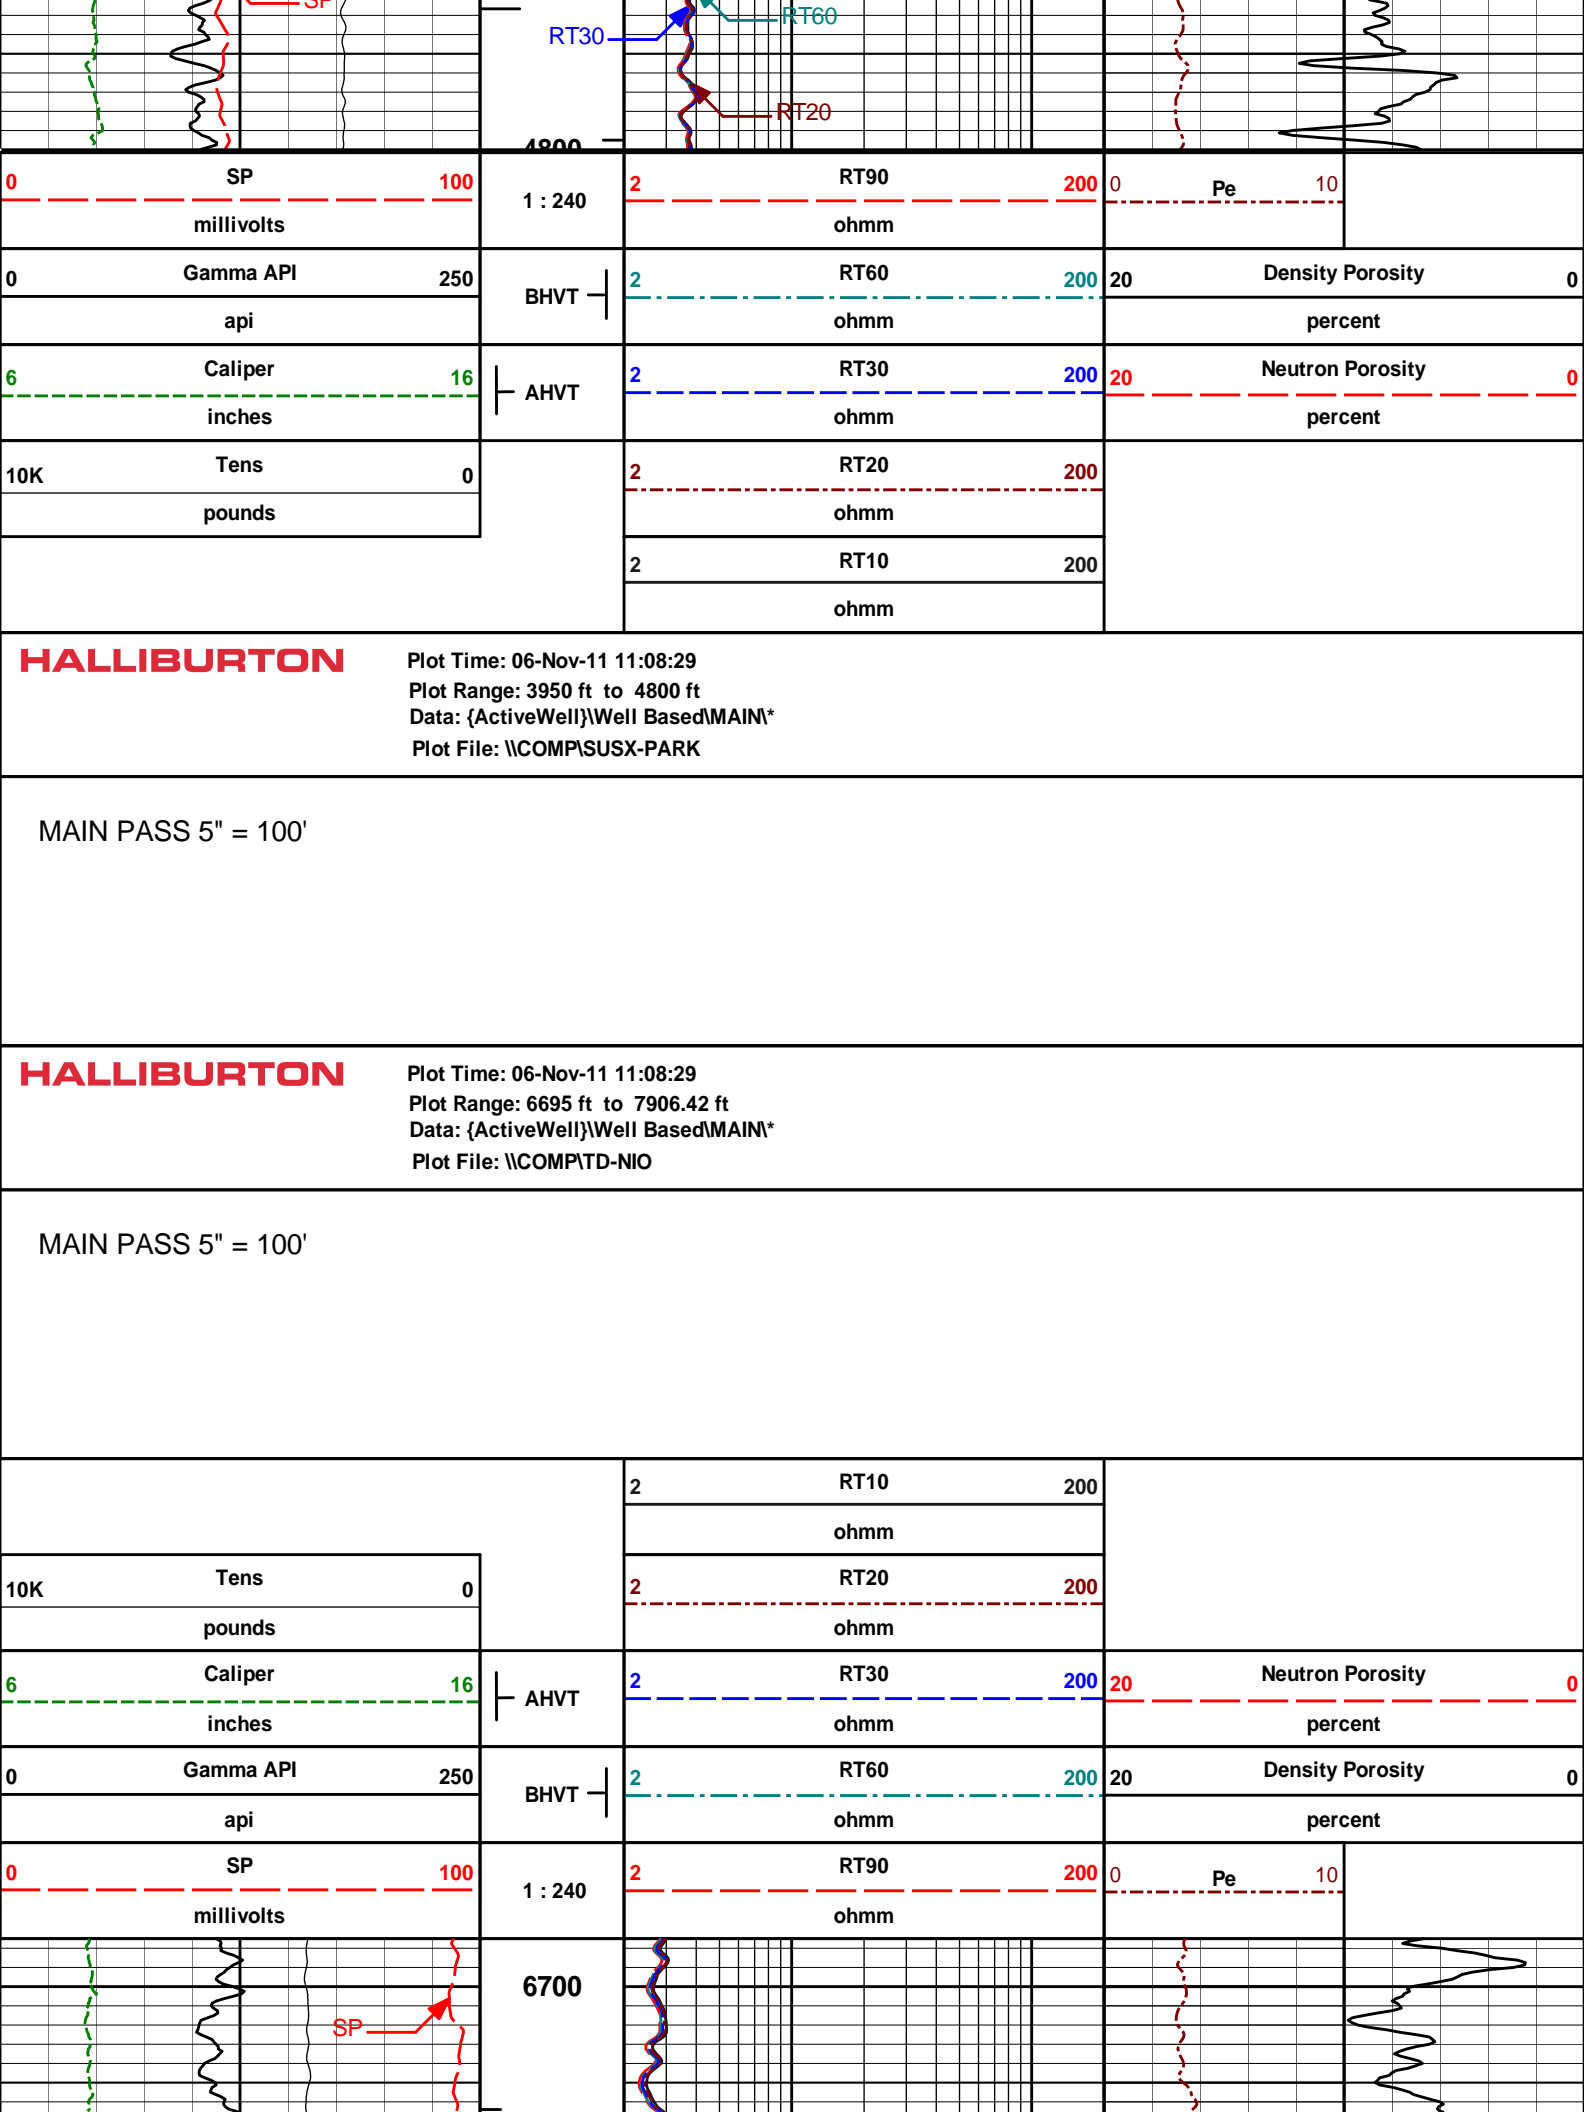 SP
RT60
RT30
RT20
4800
0 SP 100
millivolts
1 : 240
2 RT90 200
ohmm
0 Pe 10
0 Gamma API 250
api
BHVT
2 RT60 200
ohmm
20 Density Porosity 0
percent
6 Caliper 16
inches
AHVT
2 RT30 200
ohmm
20 Neutron Porosity 0
percent
10K Tens 0
pounds
2 RT20 200
ohmm
2 RT10 200
ohmm
HALLIBURTON
Plot Time: 06-Nov-11 11:08:29
Plot Range: 3950 ft to 4800 ft
Data: {ActiveWell}\Well Based\MAIN\*
Plot File: \\COMP\SUSX-PARK
MAIN PASS 5" = 100'
HALLIBURTON
Plot Time: 06-Nov-11 11:08:29
Plot Range: 6695 ft to 7906.42 ft
Data: {ActiveWell}\Well Based\MAIN\*
Plot File: \\COMP\TD-NIO
MAIN PASS 5" = 100'
2 RT10 200
ohmm
10K Tens 0
pounds
2 RT20 200
ohmm
6 Caliper 16
inches
AHVT
2 RT30 200
ohmm
20 Neutron Porosity 0
percent
0 Gamma API 250
api
BHVT
2 RT60 200
ohmm
20 Density Porosity 0
percent
0 SP 100
millivolts
1 : 240
2 RT90 200
ohmm
0 Pe 10
6700
SP